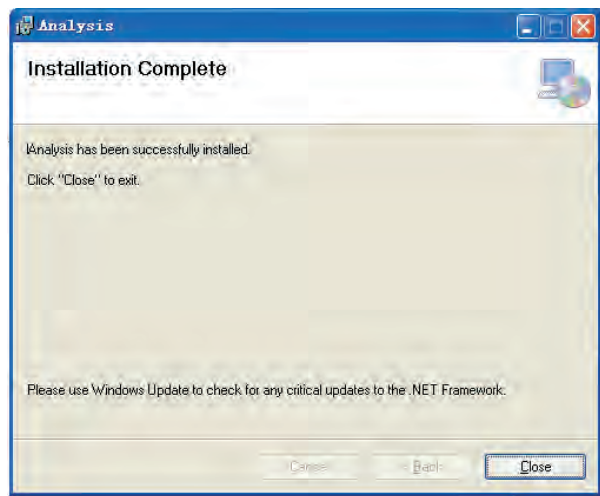 Analysis
Installation Complete
IAnalysis has been successfully installed.
Click "Close" to exit.
Please use Windows Update to check for any critical updates to the .NET Framework.
Cancel
Back
Close